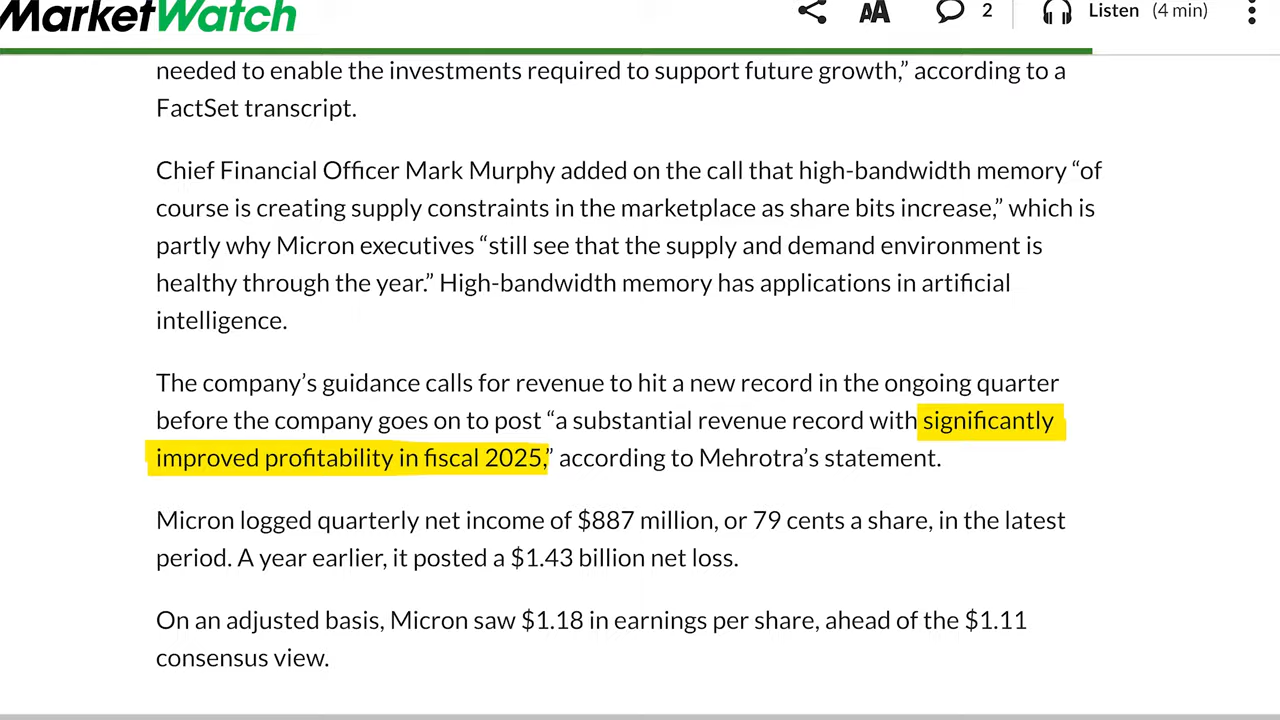 MarketWatch
AA 2 Listen (4 min)
needed to enable the investments required to support future growth,” according to a
FactSet transcript.
Chief Financial Officer Mark Murphy added on the call that high-bandwidth memory “of
course is creating supply constraints in the marketplace as share bits increase,” which is
partly why Micron executives “still see that the supply and demand environment is
healthy through the year.” High-bandwidth memory has applications in artificial
intelligence.
The company’s guidance calls for revenue to hit a new record in the ongoing quarter
before the company goes on to post “a substantial revenue record with significantly
improved profitability in fiscal 2025,” according to Mehrotra’s statement.
Micron logged quarterly net income of $887 million, or 79 cents a share, in the latest
period. A year earlier, it posted a $1.43 billion net loss.
On an adjusted basis, Micron saw $1.18 in earnings per share, ahead of the $1.11
consensus view.